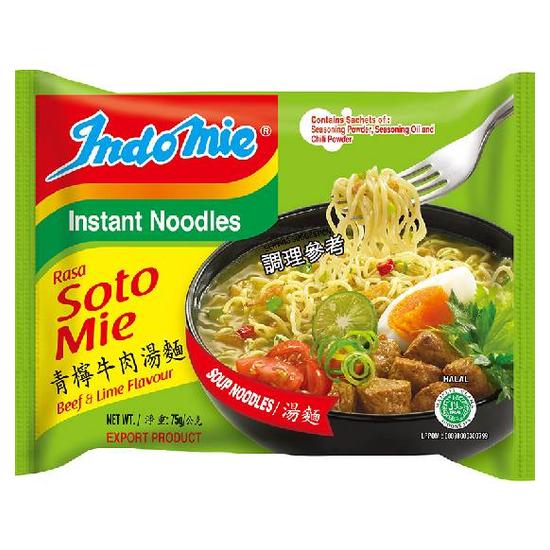 Indomie®
Instant Noodles
Contains Sachets of:
Seasoning Powder, Seasoning Oil and
Chili Powder
調理參考
Rasa
Soto
Mie
青檸牛肉湯麵
Beef & Lime Flavour
NET WT. / 淨重: 75g/公克
EXPORT PRODUCT
SOUP NOODLES / 湯麵
HALAL